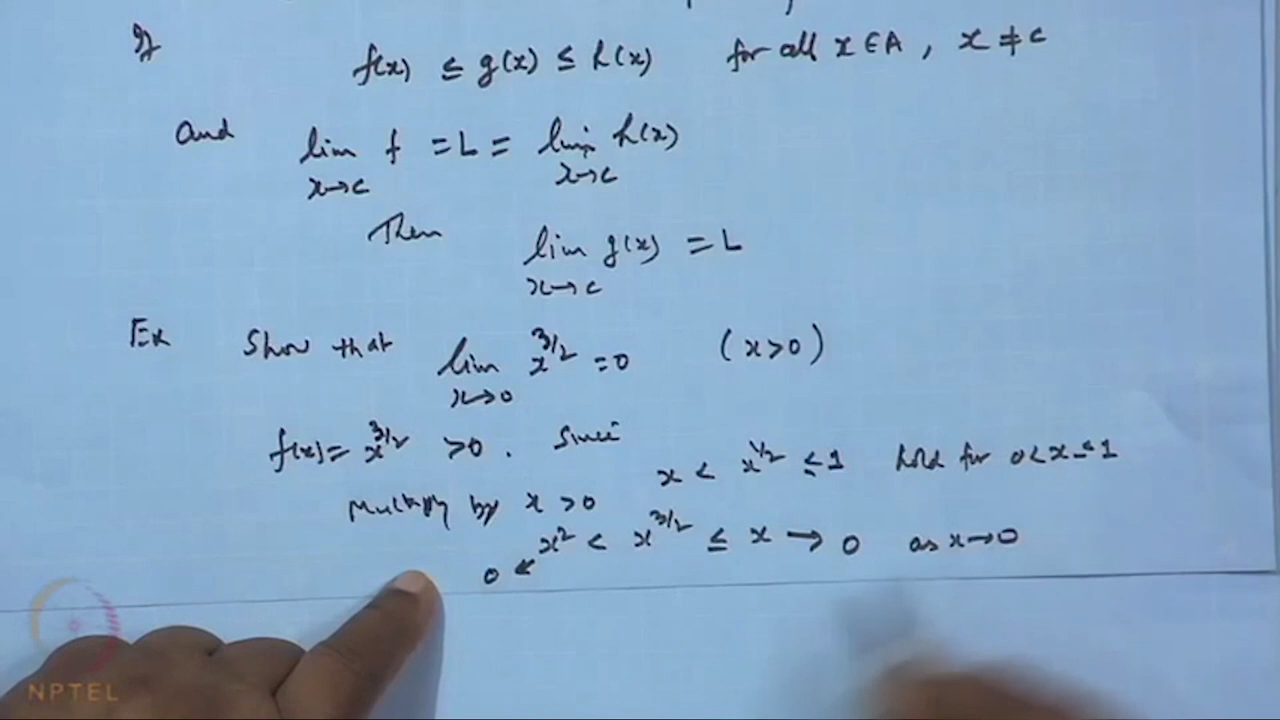 If f(x) ≤ g(x) ≤ h(x) for all x ∈ A, x ≠ c
And lim f = L = lim h(x)
x→c x→c
Then lim g(x) = L
x→c
Ex Show that lim x^{3/2} = 0 (x>0)
x→0
f(x) = x^{3/2} > 0. Since
x < x^{1/2} ≤ 1 hold for 0<x≤1
Multiply by x > 0
x² < x^{3/2} ≤ x → 0 as x→0
0 ↙
NPTEL